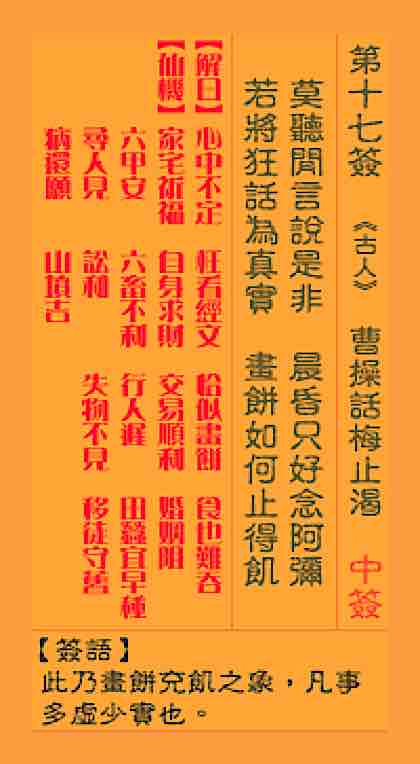 第十七簽 《古人》 曹操話梅止渴 中簽
莫聽閒言說是非 晨昏只好念阿彌
若將狂話為真實 畫餅如何止得飢
【解曰】心中不定 枉看經文 恰似畫餅 食也難吞
【仙機】家宅祈福 自身求財 交易順利 婚姻阻
六甲安 六畜不利 行人遲 田蠶宜早種
尋人見 訟和 失物不見 移徒守舊
病還願 山墳吉
【簽語】
此乃畫餅充飢之象，凡事
多虛少實也。